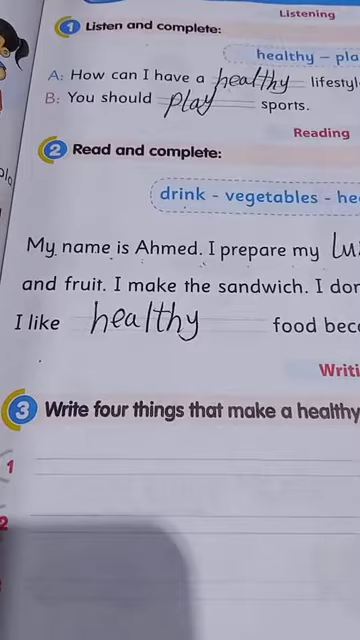 Listening
1 Listen and complete:
healthy - pla
A: How can I have a healthy lifestyl
B: You should play sports.
Reading
2 Read and complete:
drink - vegetables - he
My name is Ahmed. I prepare my lu
and fruit. I make the sandwich. I dor
I like healthy food bec
Writi
3 Write four things that make a healthy
1
2